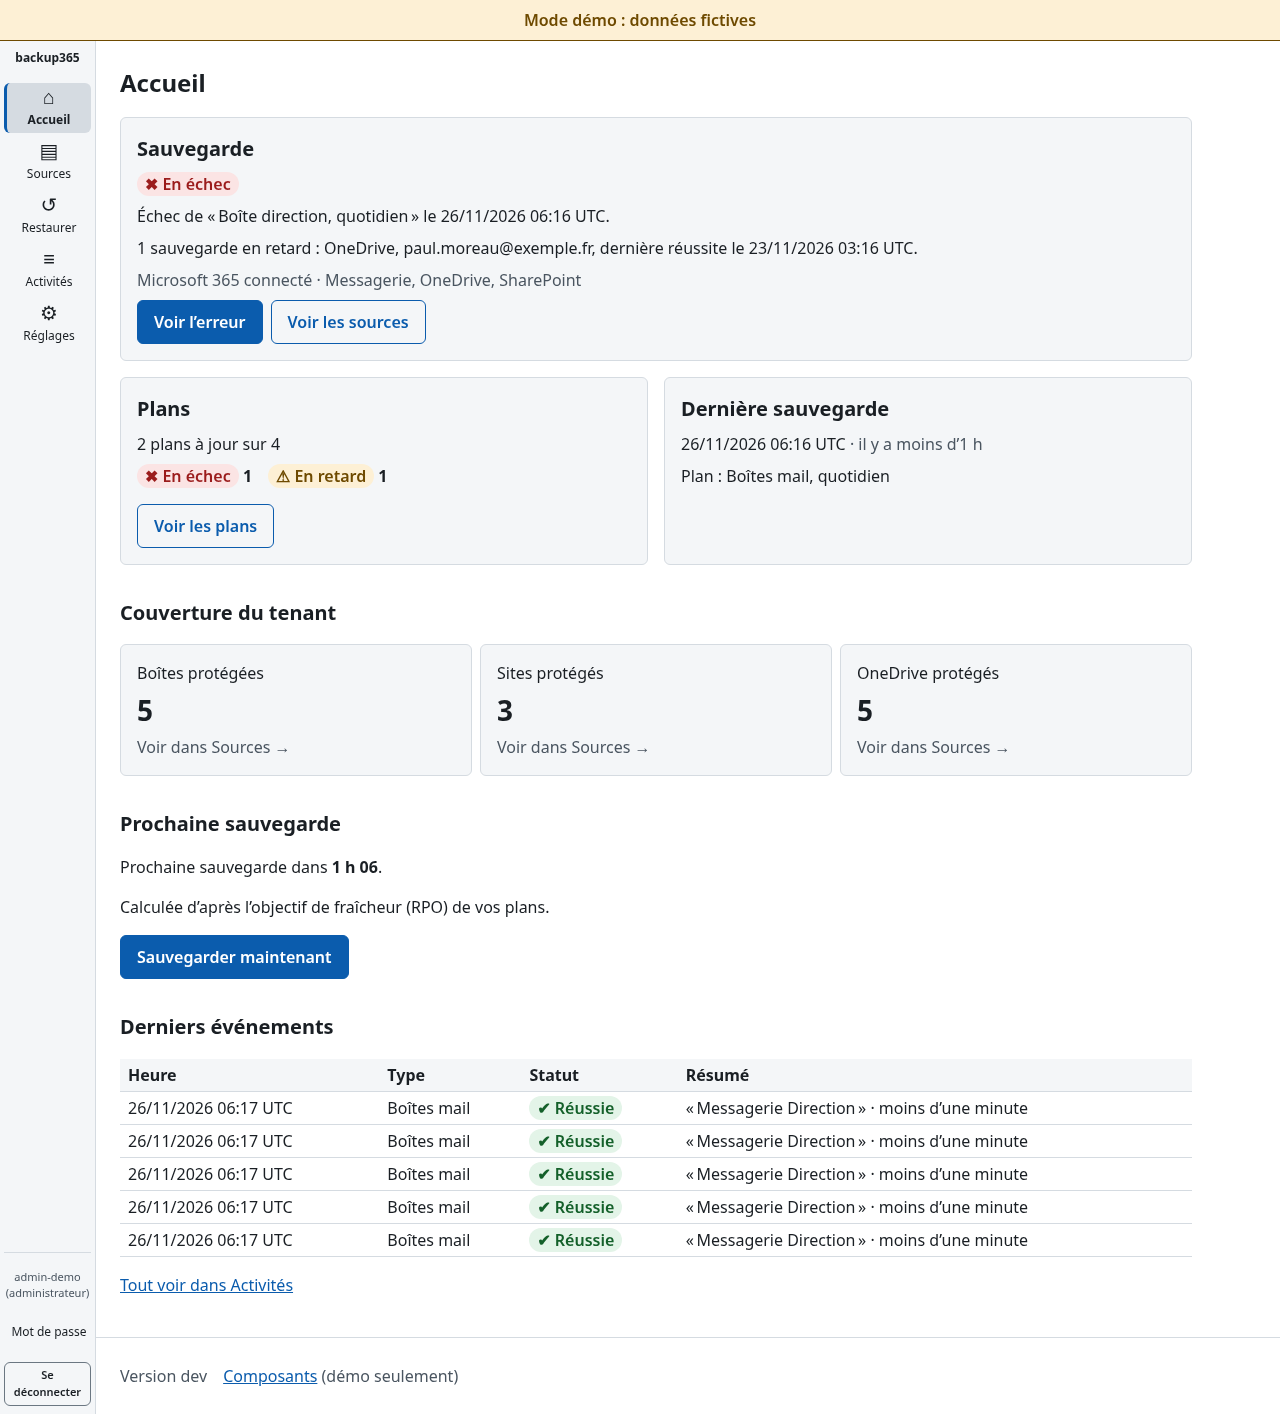 Mode démo : données fictives
backup365
Accueil
Sources
Restaurer
Activités
Réglages
admin-demo
(administrateur)
Mot de passe
Se
déconnecter
Accueil
Sauvegarde
✖ En échec
Échec de « Boîte direction, quotidien » le 26/11/2026 06:16 UTC.
1 sauvegarde en retard : OneDrive, paul.moreau@exemple.fr, dernière réussite le 23/11/2026 03:16 UTC.
Microsoft 365 connecté · Messagerie, OneDrive, SharePoint
Voir l’erreur Voir les sources
Plans
2 plans à jour sur 4
✖ En échec 1 ⚠ En retard 1
Voir les plans
Dernière sauvegarde
26/11/2026 06:16 UTC · il y a moins d’1 h
Plan : Boîtes mail, quotidien
Couverture du tenant
Boîtes protégées
5
Voir dans Sources →
Sites protégés
3
Voir dans Sources →
OneDrive protégés
5
Voir dans Sources →
Prochaine sauvegarde
Prochaine sauvegarde dans 1 h 06.
Calculée d’après l’objectif de fraîcheur (RPO) de vos plans.
Sauvegarder maintenant
Derniers événements
Heure Type Statut Résumé
26/11/2026 06:17 UTC Boîtes mail ✔ Réussie « Messagerie Direction » · moins d’une minute
26/11/2026 06:17 UTC Boîtes mail ✔ Réussie « Messagerie Direction » · moins d’une minute
26/11/2026 06:17 UTC Boîtes mail ✔ Réussie « Messagerie Direction » · moins d’une minute
26/11/2026 06:17 UTC Boîtes mail ✔ Réussie « Messagerie Direction » · moins d’une minute
26/11/2026 06:17 UTC Boîtes mail ✔ Réussie « Messagerie Direction » · moins d’une minute
Tout voir dans Activités
Version dev Composants (démo seulement)